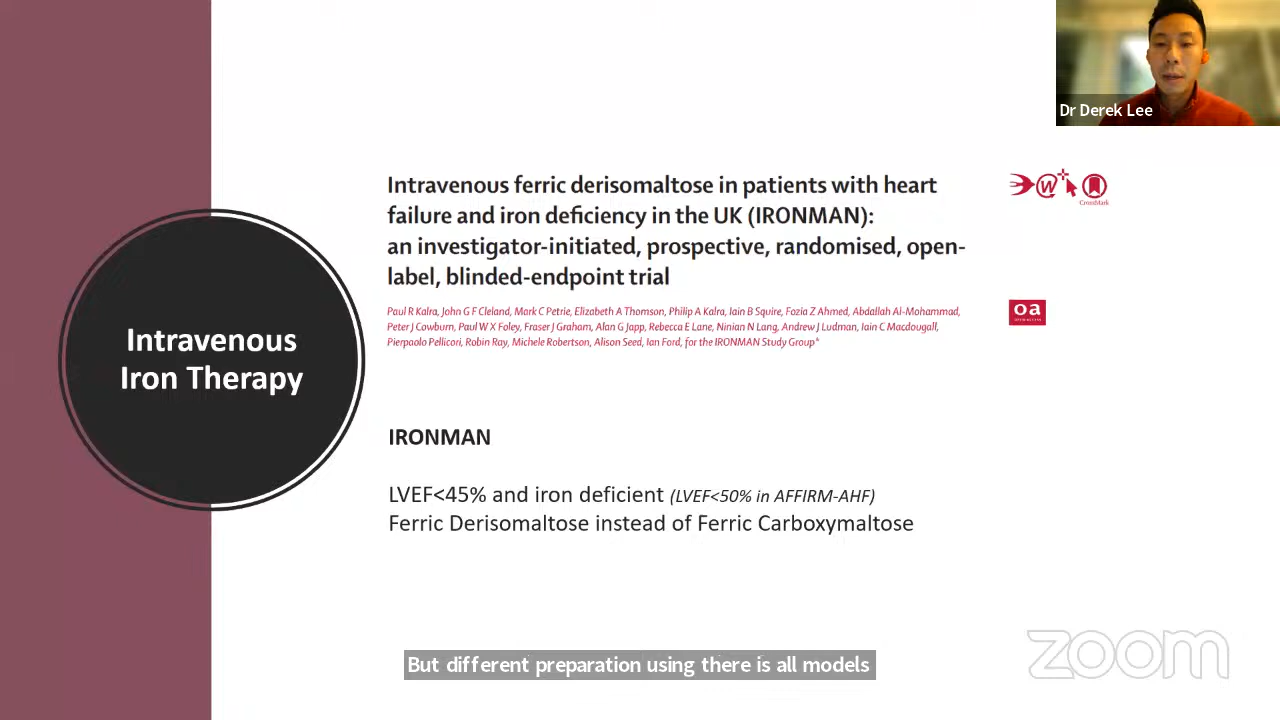 Dr Derek Lee
Intravenous ferric derisomaltose in patients with heart
failure and iron deficiency in the UK (IRONMAN):
an investigator-initiated, prospective, randomised, open-
label, blinded-endpoint trial
W
CrossMark
oa
Paul R Kalra, John G F Cleland, Mark C Petrie, Elizabeth A Thomson, Philip A Kalra, Iain B Squire, Fozia Z Ahmed, Abdallah Al-Mohammad,
Peter J Cowburn, Paul W X Foley, Fraser J Graham, Alan G Japp, Rebecca E Lane, Ninian N Lang, Andrew J Ludman, Iain C Macdougall,
Pierpaolo Pellicori, Robin Ray, Michele Robertson, Alison Seed, Ian Ford, for the IRONMAN Study Group*
Intravenous
Iron Therapy
IRONMAN
LVEF<45% and iron deficient (LVEF<50% in AFFIRM-AHF)
Ferric Derisomaltose instead of Ferric Carboxymaltose
But different preparation using there is all models
zoom